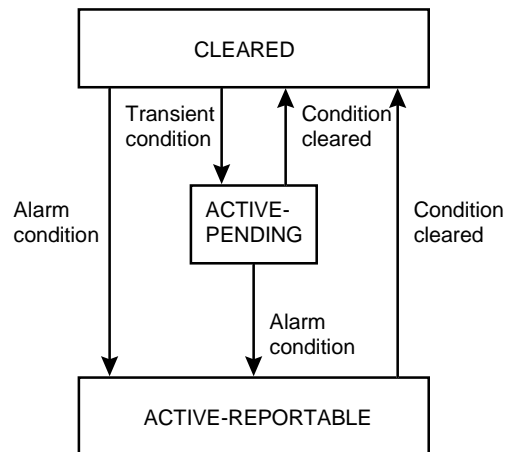 CLEARED
Transient
condition
Condition
cleared
Alarm
condition
ACTIVE-
PENDING
Condition
cleared
Alarm
condition
ACTIVE-REPORTABLE